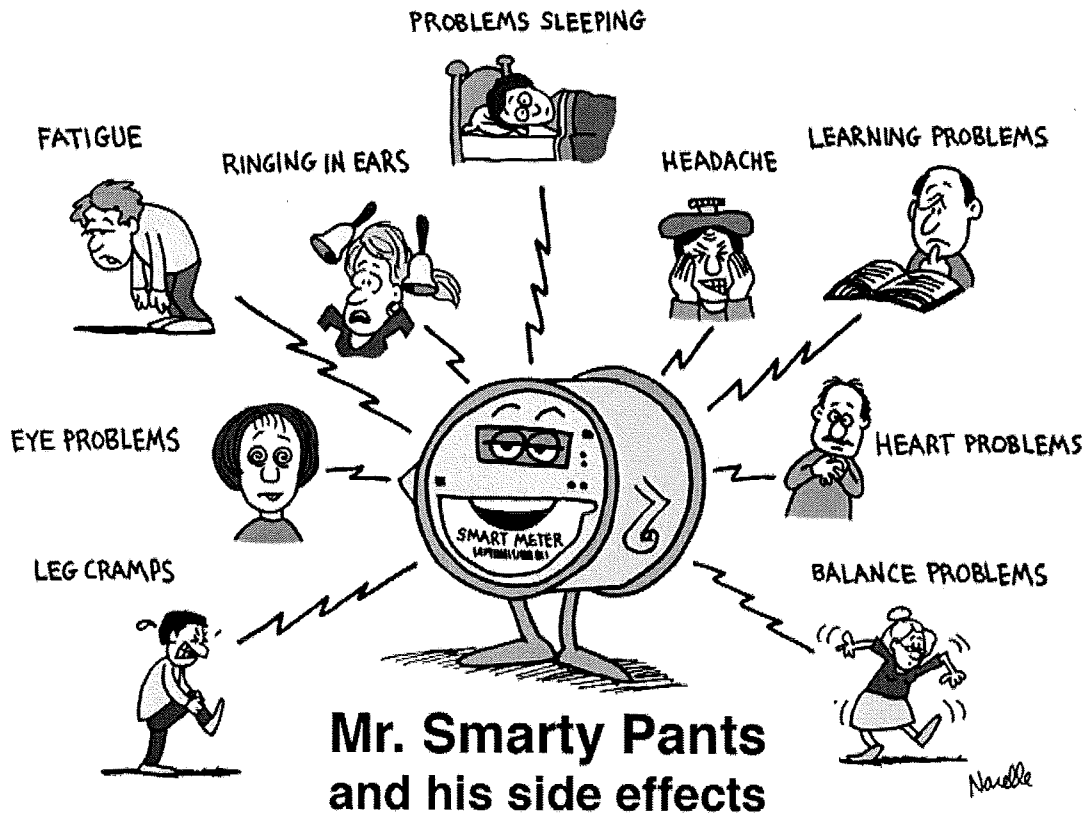 PROBLEMS SLEEPING
FATIGUE
RINGING IN EARS
HEADACHE
LEARNING PROBLEMS
EYE PROBLEMS
HEART PROBLEMS
SMART METER
LEG CRAMPS
BALANCE PROBLEMS
Mr. Smarty Pants
and his side effects
Narelle